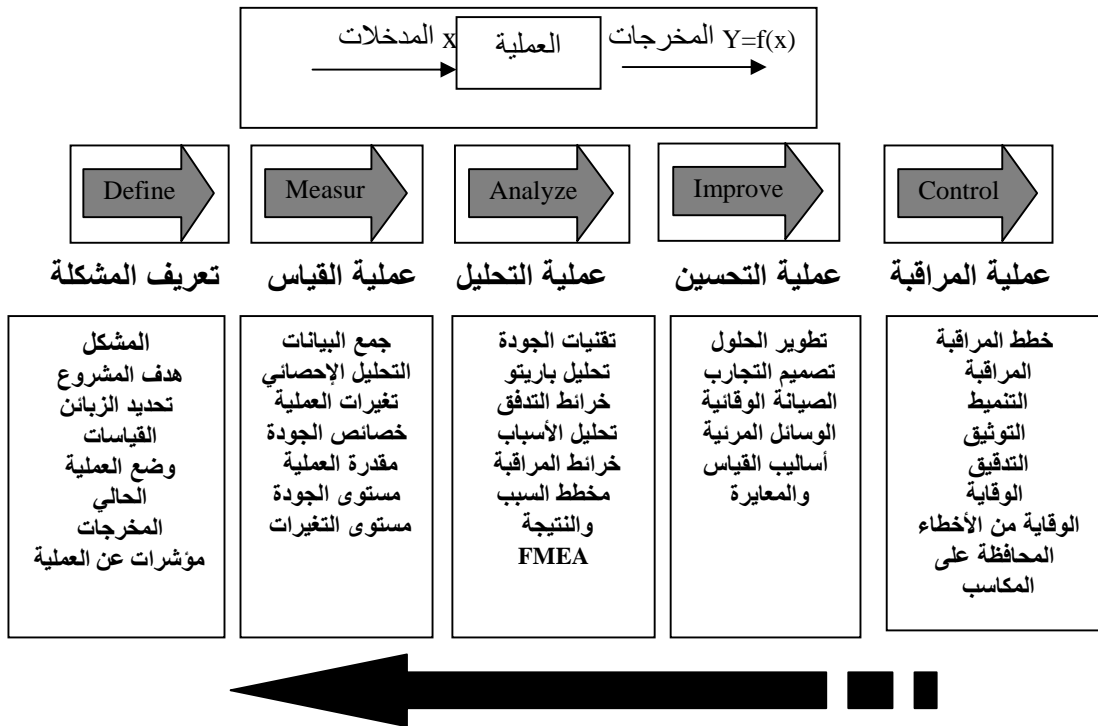 المدخلات x
العملية
المخرجات Y=f(x)
Define
Measur
Analyze
Improve
Control
تعريف المشكلة
عملية القياس
عملية التحليل
عملية التحسين
عملية المراقبة
المشكل
هدف المشروع
تحديد الزبائن
القياسات
وضع العملية
الحالي
المخرجات
مؤشرات عن العملية
جمع البيانات
التحليل الإحصائي
تغيرات العملية
خصائص الجودة
مقدرة العملية
مستوى الجودة
مستوى التغيرات
تقنيات الجودة
تحليل باريتو
خرائط التدفق
تحليل الأسباب
خرائط المراقبة
مخطط السبب
والنتيجة
FMEA
تطوير الحلول
تصميم التجارب
الصيانة الوقائية
الوسائل المرئية
أساليب القياس
والمعايرة
خطط المراقبة
المراقبة
التنميط
التوثيق
التدقيق
الوقاية
الوقاية من الأخطاء
المحافظة على
المكاسب